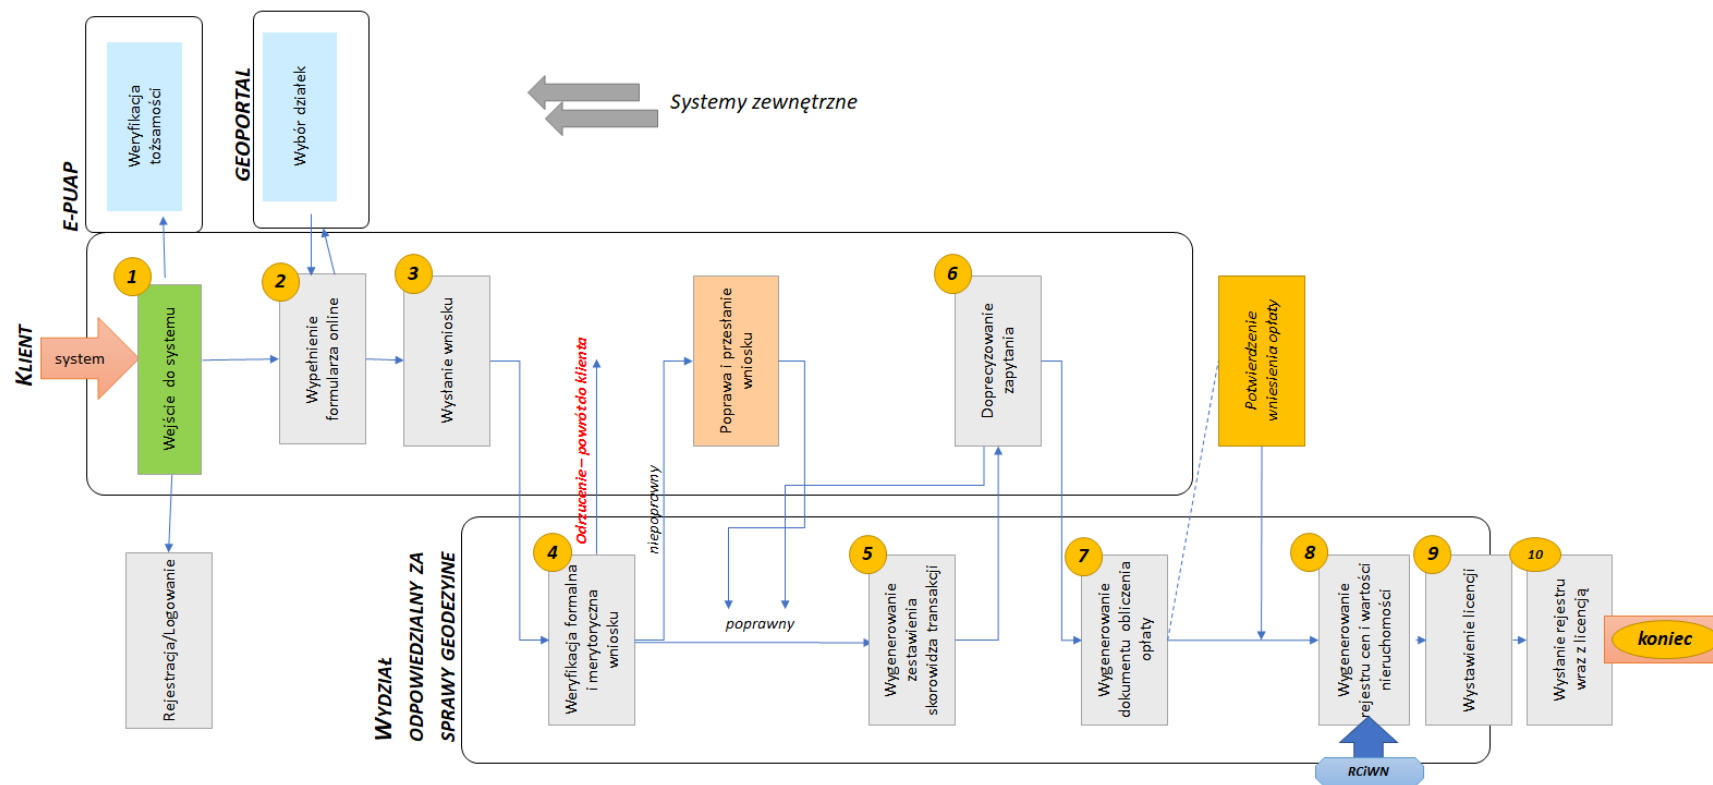 E-PUAP
Weryfikacja
tożsamości
GEOPORTAL
Wybór działek
Systemy zewnętrzne
KLIENT
system
1
Wejście do systemu
2
Wypełnienie
formularza online
3
Wysłanie wniosku
Odrzucenie – powrót do klienta
niepoprawny
Poprawa i przesłanie
wniosku
6
Doprecyzowanie
zapytania
Potwierdzenie
wniesienia opłaty
Rejestracja/Logowanie
WYDZIAŁ
ODPOWIEDZIALNY ZA
SPRAWY GEODEZYJNE
4
Weryfikacja formalna
i merytoryczna
wniosku
poprawny
5
Wygenerowanie
zestawienia
skorowidza transakcji
7
Wygenerowanie
dokumentu obliczenia
opłaty
8
Wygenerowanie
rejestru cen i wartości
nieruchomości
9
Wystawienie licencji
10
Wysłanie rejestru
wraz z licencją
koniec
RCiWN